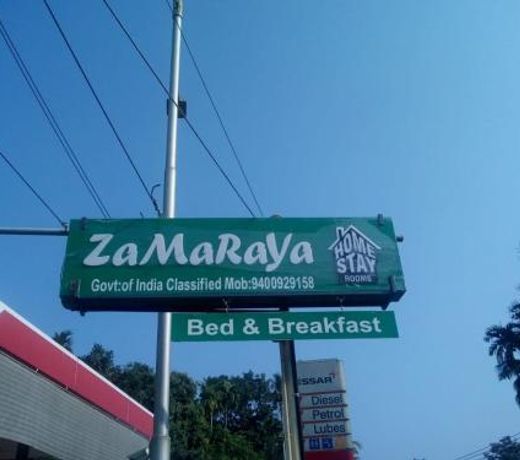 ZaMaRaYa
HOME
STAY
ROOMS
Govt:of India Classified Mob:9400929158
Bed & Breakfast
ESSAR
Diesel
Petrol
Lubes